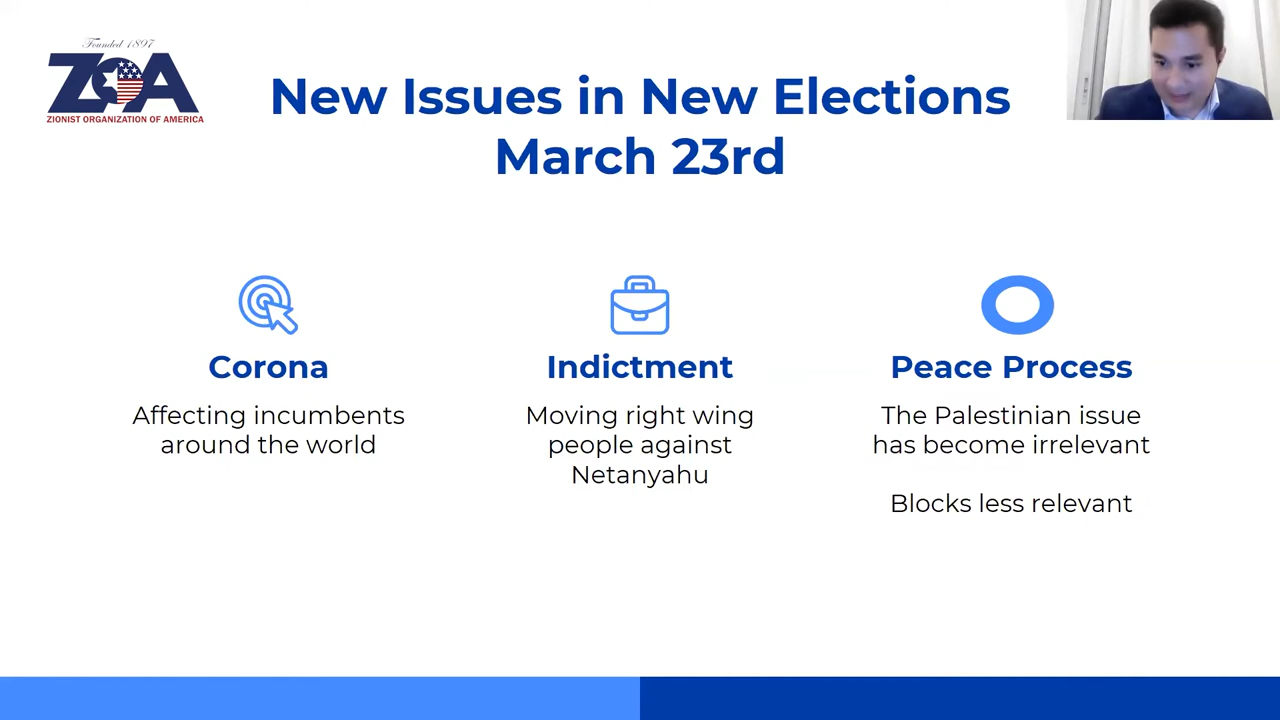 Founded 1897
ZOA
ZIONIST ORGANIZATION OF AMERICA
New Issues in New Elections
March 23rd
Corona
Affecting incumbents
around the world
Indictment
Moving right wing
people against
Netanyahu
Peace Process
The Palestinian issue
has become irrelevant
Blocks less relevant